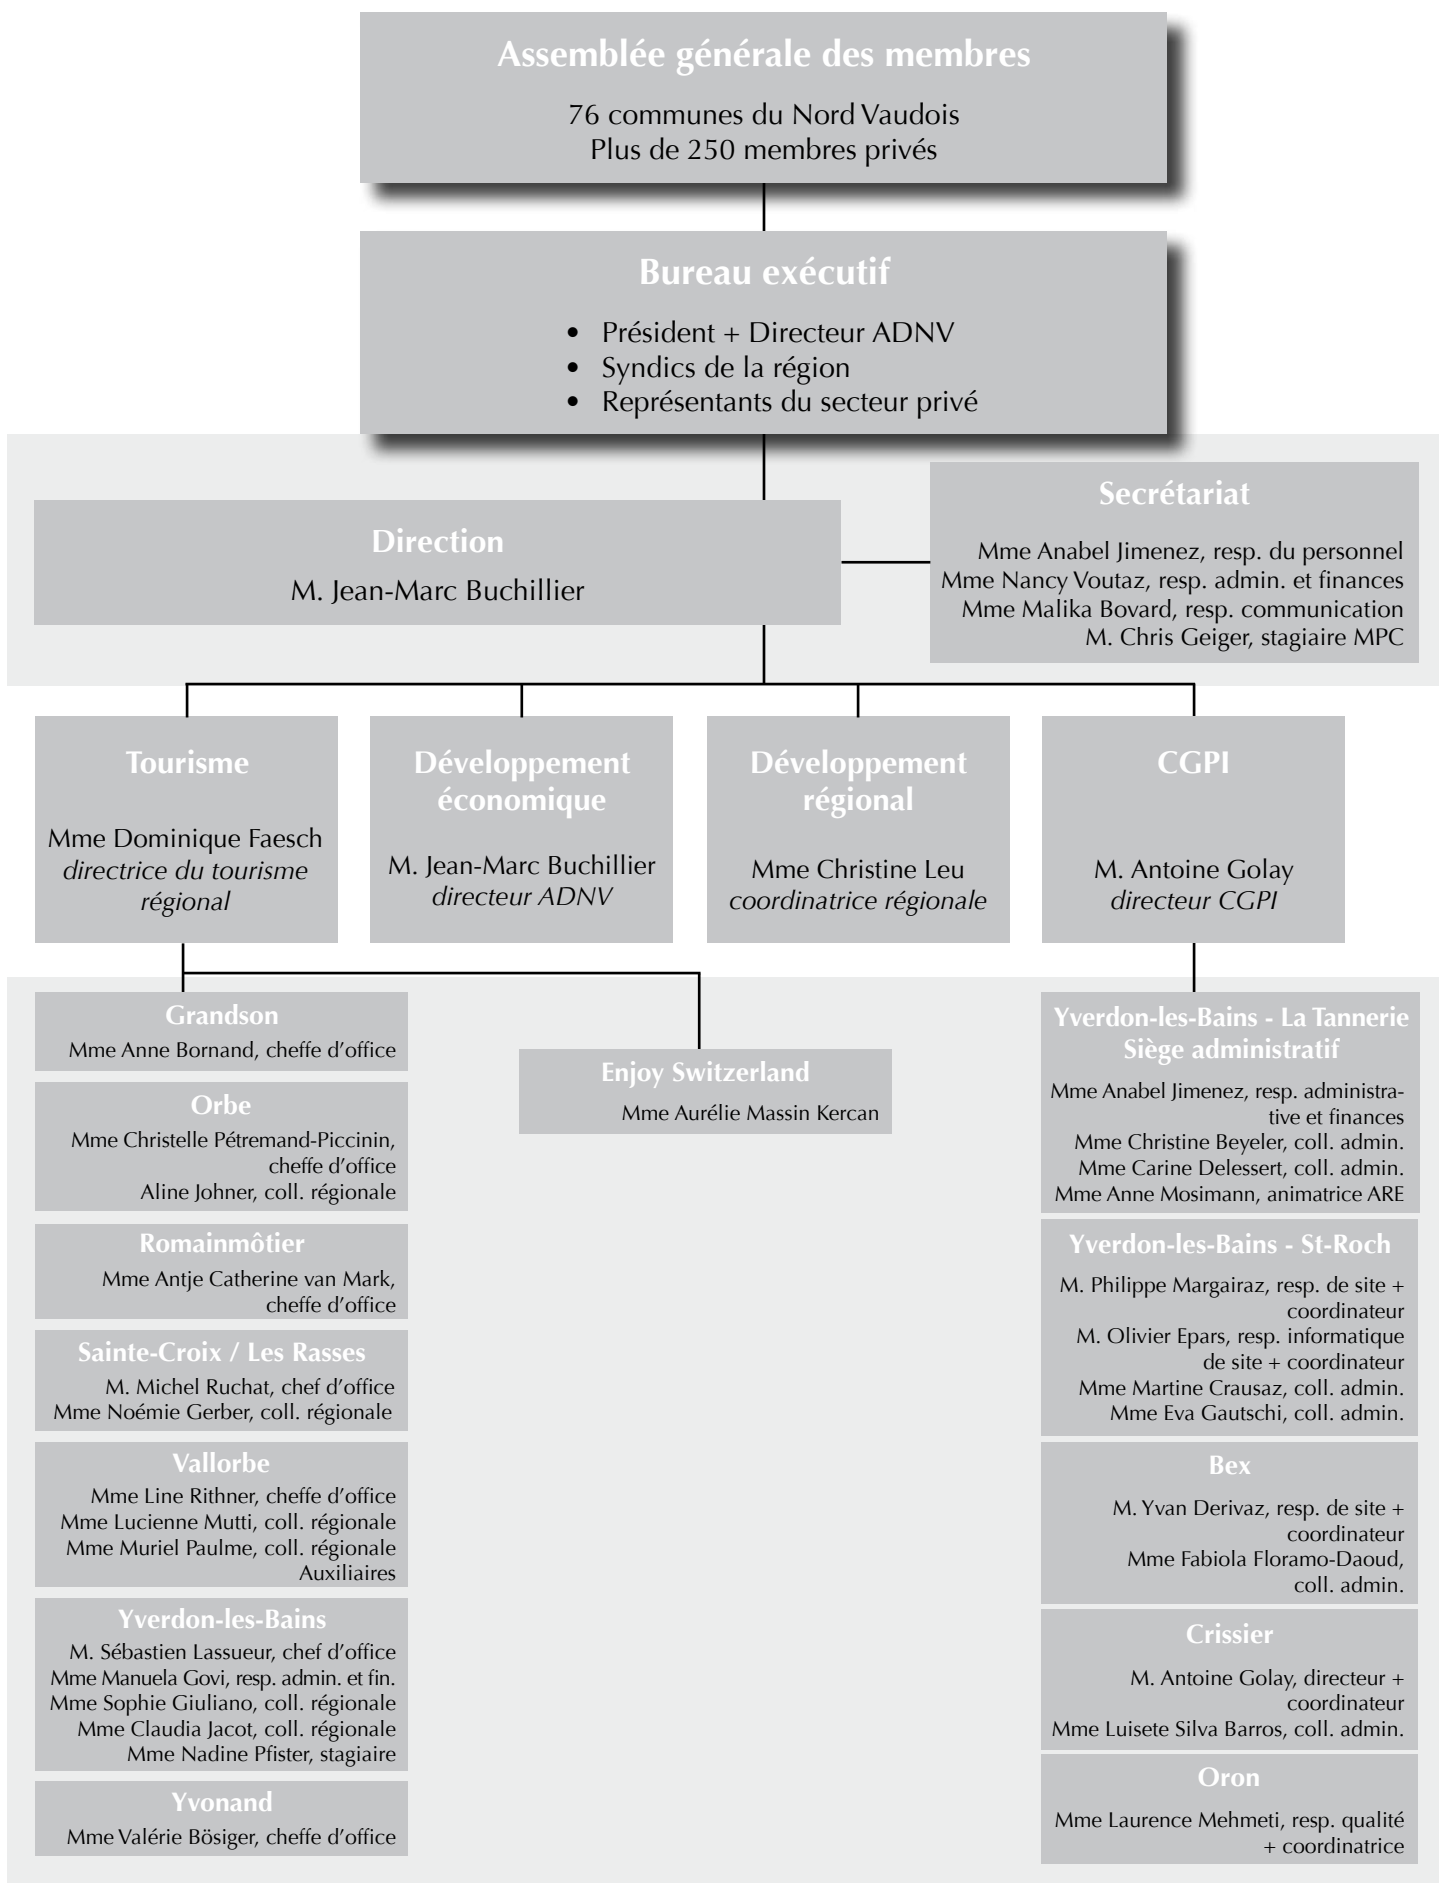 Assemblée générale des membres
76 communes du Nord Vaudois
Plus de 250 membres privés
Bureau exécutif
• Président + Directeur ADNV
• Syndics de la région
• Représentants du secteur privé
Direction
M. Jean-Marc Buchillier
Secrétariat
Mme Anabel Jimenez, resp. du personnel
Mme Nancy Voutaz, resp. admin. et finances
Mme Malika Bovard, resp. communication
M. Chris Geiger, stagiaire MPC
Tourisme
Mme Dominique Faesch
directrice du tourisme
régional
Développement
économique
M. Jean-Marc Buchillier
directeur ADNV
Développement
régional
Mme Christine Leu
coordinatrice régionale
CGPI
M. Antoine Golay
directeur CGPI
Grandson
Mme Anne Bornand, cheffe d’office
Orbe
Mme Christelle Pétremand-Piccinin,
cheffe d’office
Aline Johner, coll. régionale
Romainmôtier
Mme Antje Catherine van Mark,
cheffe d’office
Sainte-Croix / Les Rasses
M. Michel Ruchat, chef d’office
Mme Noémie Gerber, coll. régionale
Vallorbe
Mme Line Rithner, cheffe d’office
Mme Lucienne Mutti, coll. régionale
Mme Muriel Paulme, coll. régionale
Auxiliaires
Yverdon-les-Bains
M. Sébastien Lassueur, chef d’office
Mme Manuela Govi, resp. admin. et fin.
Mme Sophie Giuliano, coll. régionale
Mme Claudia Jacot, coll. régionale
Mme Nadine Pfister, stagiaire
Yvonand
Mme Valérie Bösiger, cheffe d’office
Enjoy Switzerland
Mme Aurélie Massin Kercan
Yverdon-les-Bains - La Tannerie
Siège administratif
Mme Anabel Jimenez, resp. administra-
tive et finances
Mme Christine Beyeler, coll. admin.
Mme Carine Delessert, coll. admin.
Mme Anne Mosimann, animatrice ARE
Yverdon-les-Bains - St-Roch
M. Philippe Margairaz, resp. de site +
coordinateur
M. Olivier Epars, resp. informatique
de site + coordinateur
Mme Martine Crausaz, coll. admin.
Mme Eva Gautschi, coll. admin.
Bex
M. Yvan Derivaz, resp. de site +
coordinateur
Mme Fabiola Floramo-Daoud,
coll. admin.
Crissier
M. Antoine Golay, directeur +
coordinateur
Mme Luisete Silva Barros, coll. admin.
Oron
Mme Laurence Mehmeti, resp. qualité
+ coordinatrice